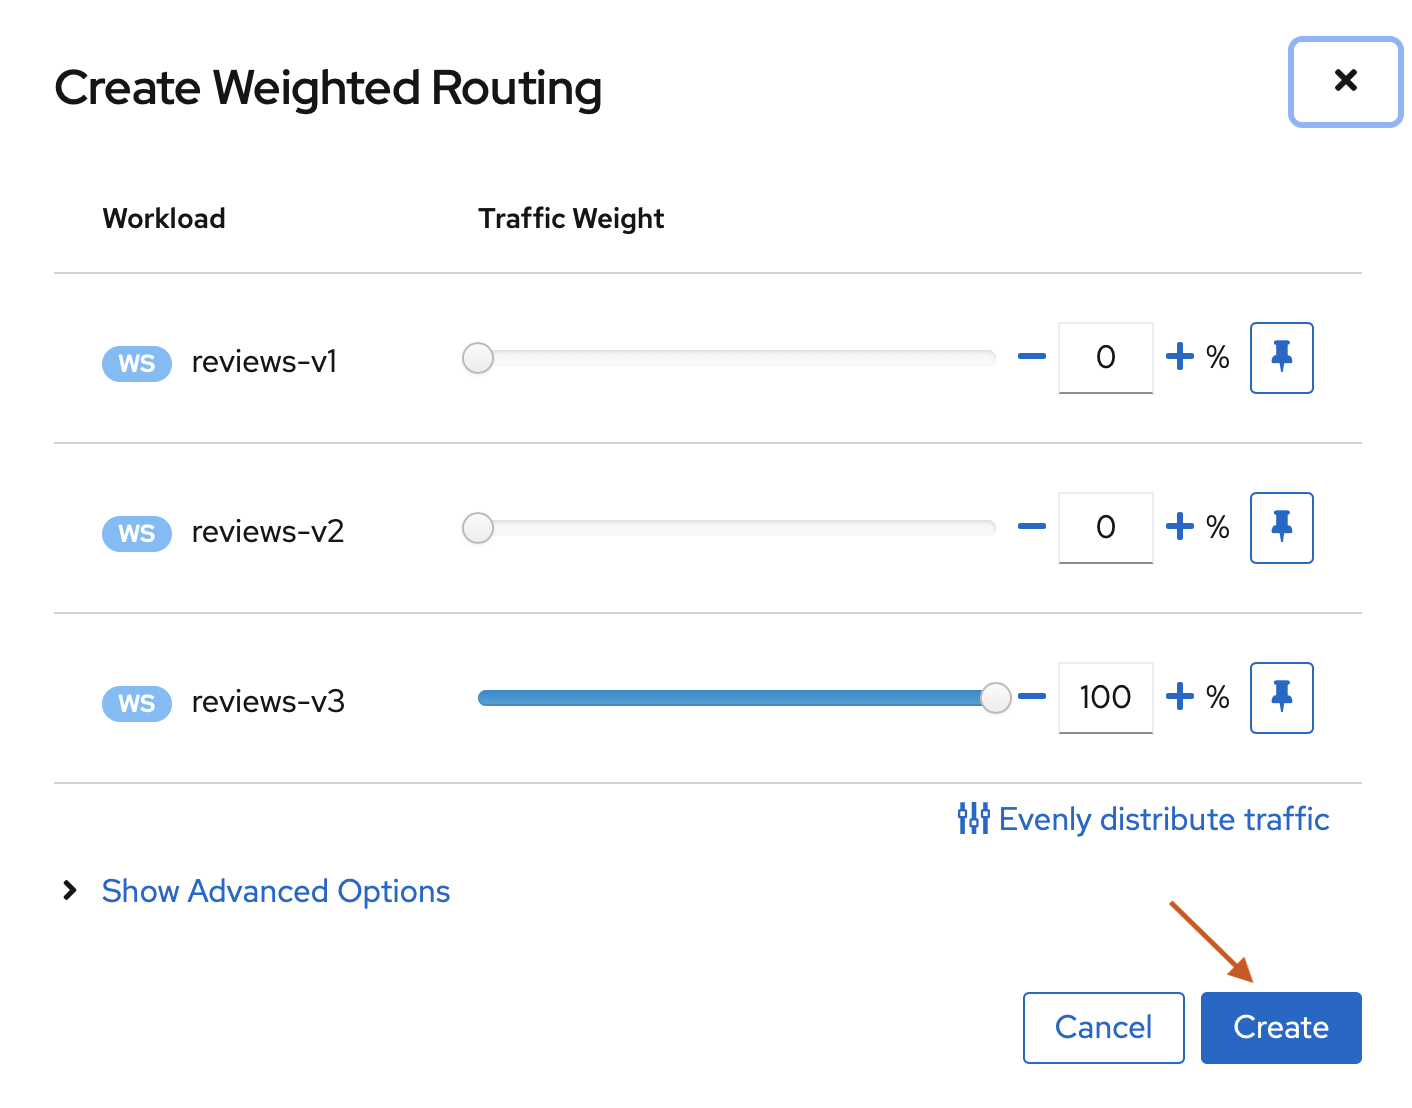 Create Weighted Routing
Workload Traffic Weight
WS reviews-v1 0 %
WS reviews-v2 0 %
WS reviews-v3 100 %
Evenly distribute traffic
Show Advanced Options
Cancel Create